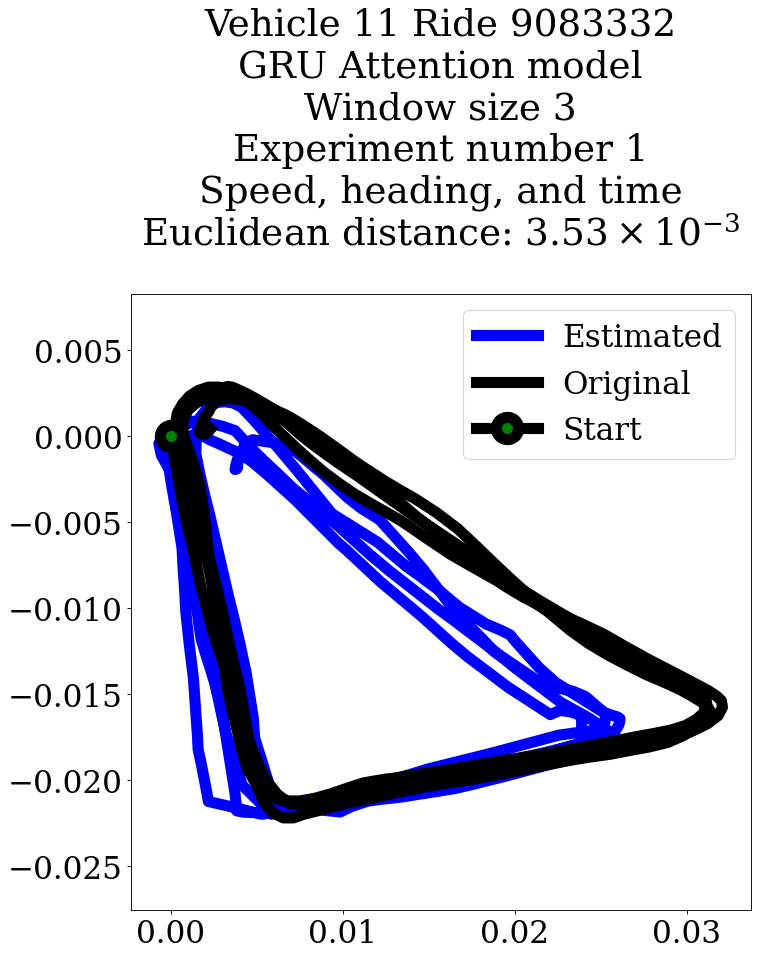 Vehicle 11 Ride 9083332
GRU Attention model
Window size 3
Experiment number 1
Speed, heading, and time
Euclidean distance: 3.53 × 10⁻³
Estimated
Original
Start
0.005
0.000
−0.005
−0.010
−0.015
−0.020
−0.025
0.00 0.01 0.02 0.03